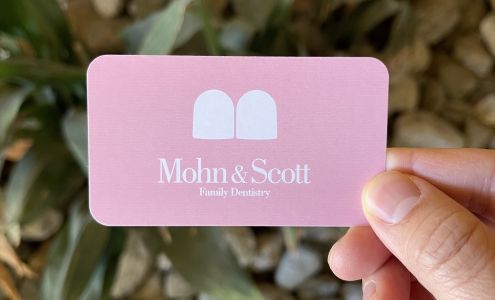 Mohn & Scott
Family Dentistry